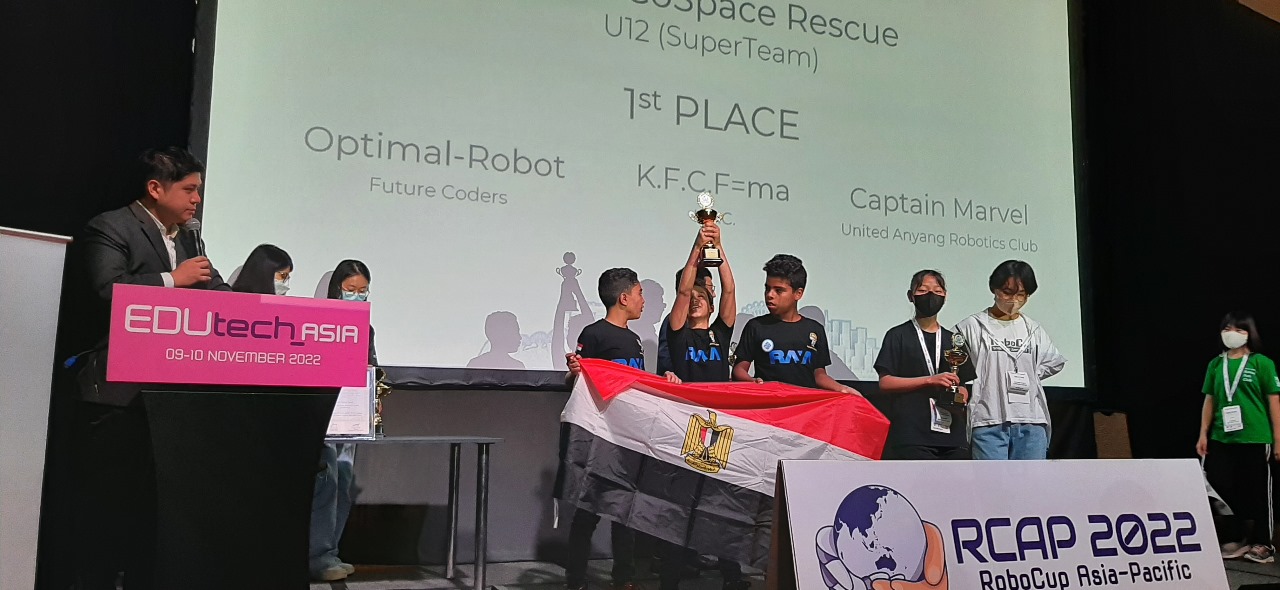 Space Rescue
U12 (SuperTeam)
1st PLACE
Optimal-Robot
Future Coders
K.F.C.F=ma
C.
Captain Marvel
United Anyang Robotics Club
EDUtech_ASIA
09-10 NOVEMBER 2022
RAYA
RAYA
RoboCup
RCAP 2022
RoboCup Asia-Pacific